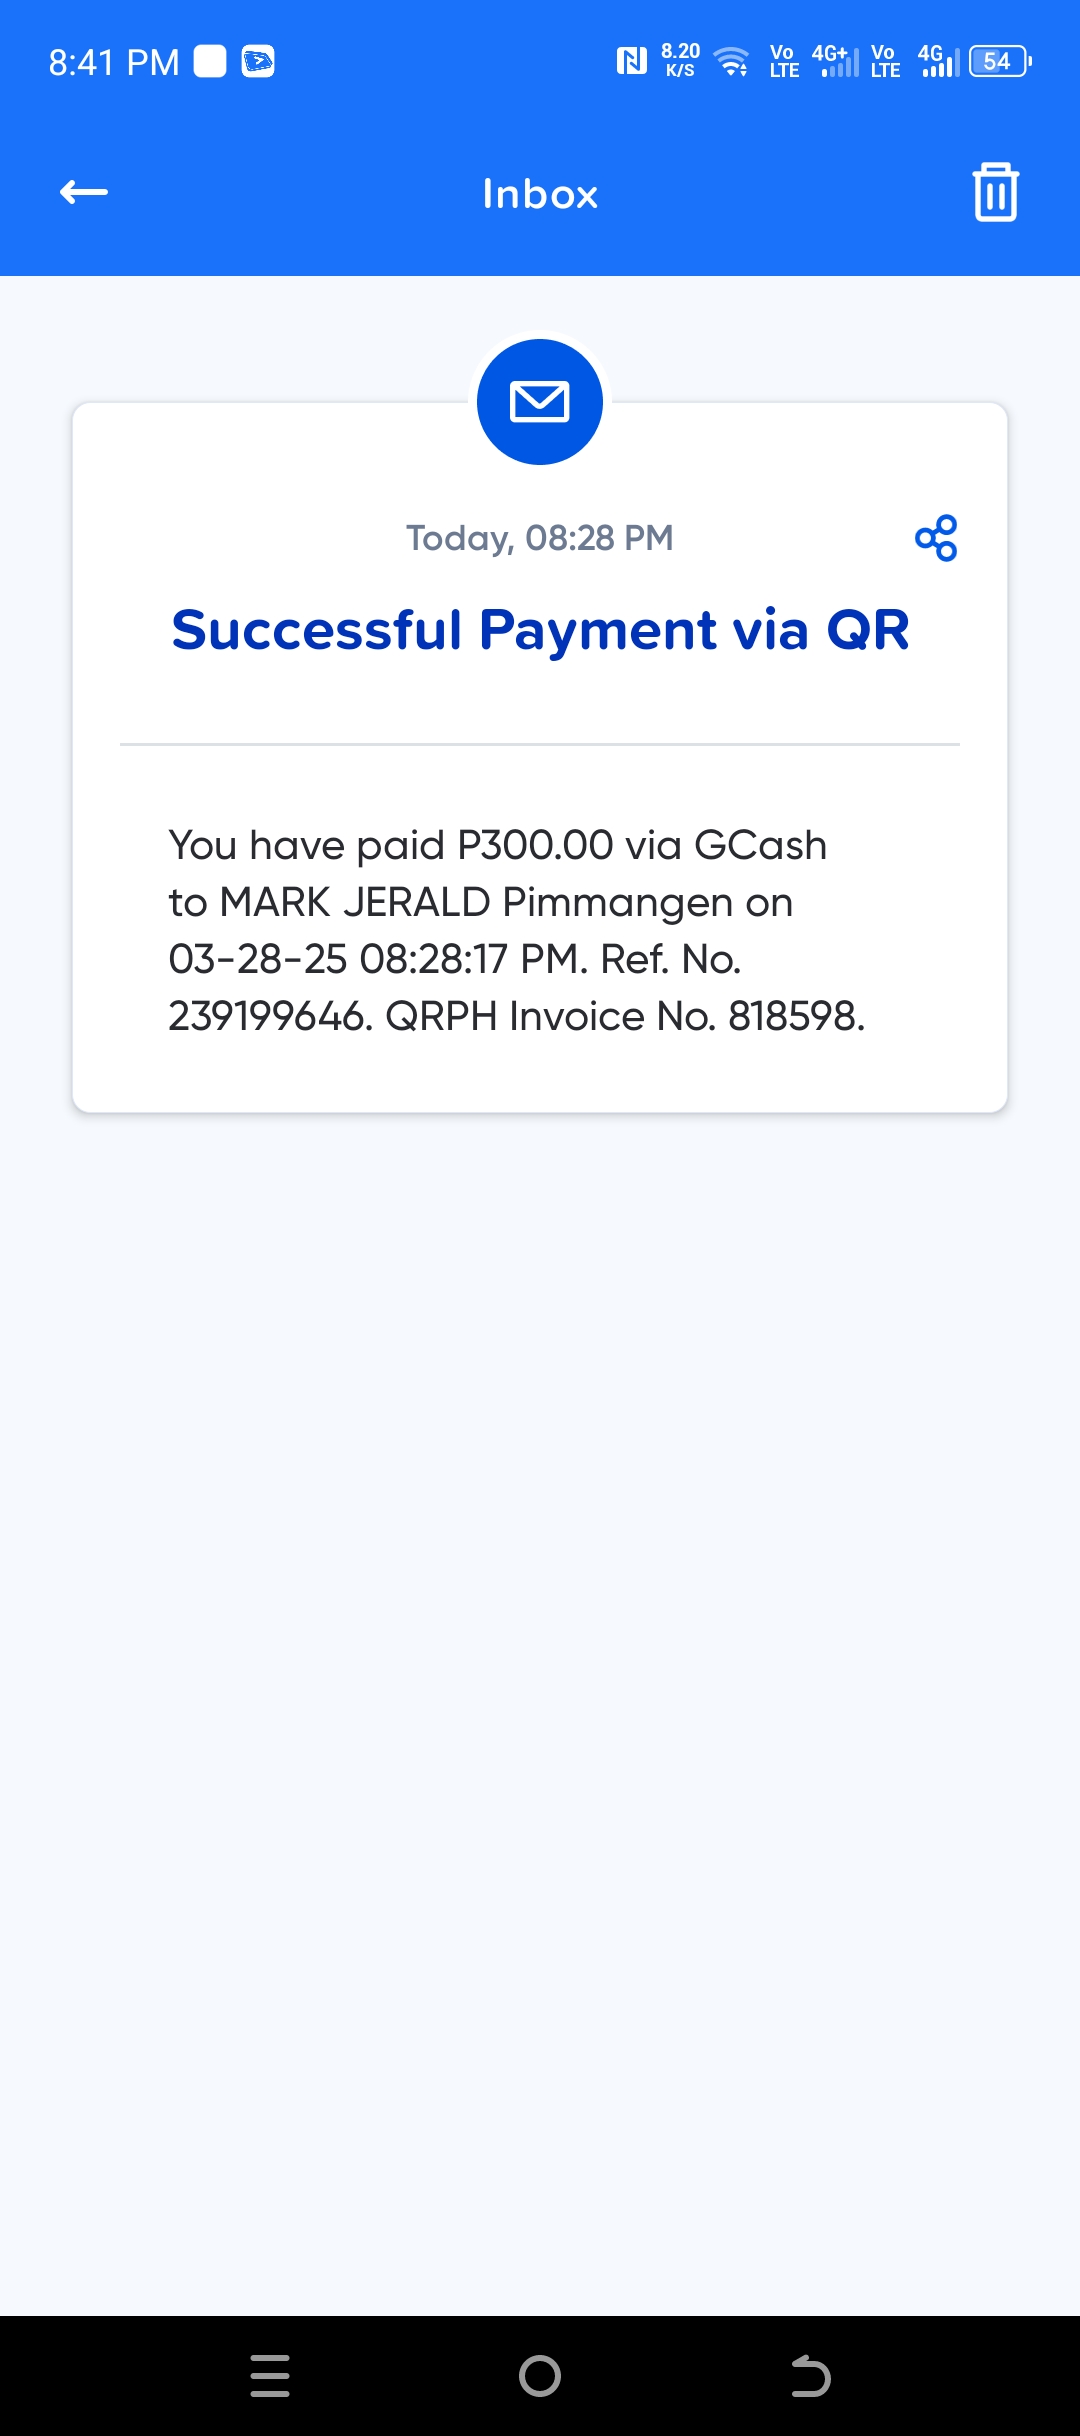 8:41 PM
8.20 K/S Vo LTE 4G+ Vo LTE 4G 54
Inbox
Today, 08:28 PM
Successful Payment via QR
You have paid P300.00 via GCash
to MARK JERALD Pimmangen on
03-28-25 08:28:17 PM. Ref. No.
239199646. QRPH Invoice No. 818598.